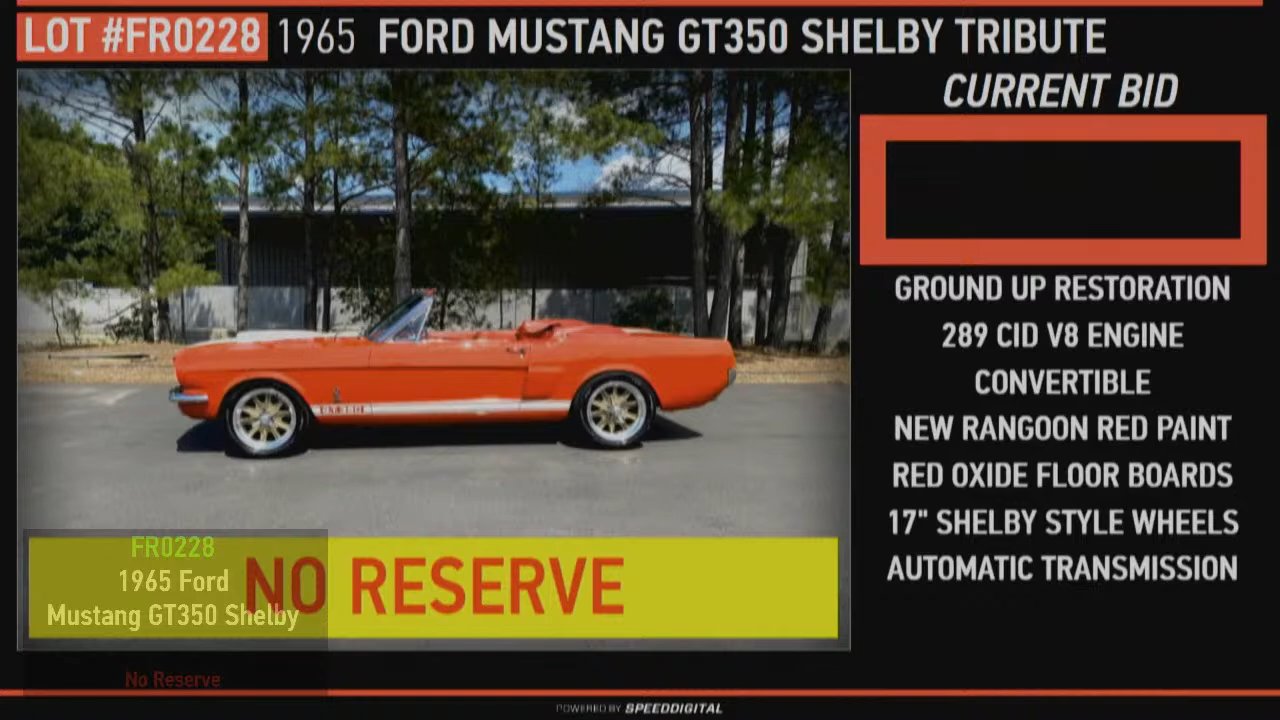 LOT #FR0228 1965 FORD MUSTANG GT350 SHELBY TRIBUTE
CURRENT BID
GROUND UP RESTORATION
289 CID V8 ENGINE
CONVERTIBLE
NEW RANGOON RED PAINT
RED OXIDE FLOOR BOARDS
17" SHELBY STYLE WHEELS
AUTOMATIC TRANSMISSION
NO RESERVE
FR0228
1965 Ford
Mustang GT350 Shelby
No Reserve
POWERED BY SPEEDDIGITAL